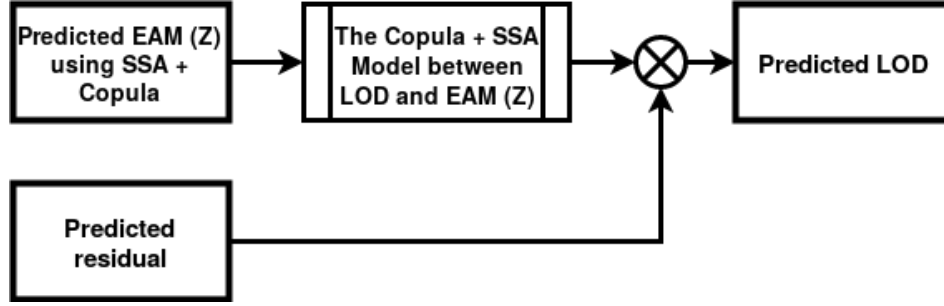 Predicted EAM (Z)
using SSA +
Copula
The Copula + SSA
Model between
LOD and EAM (Z)
Predicted LOD
Predicted
residual